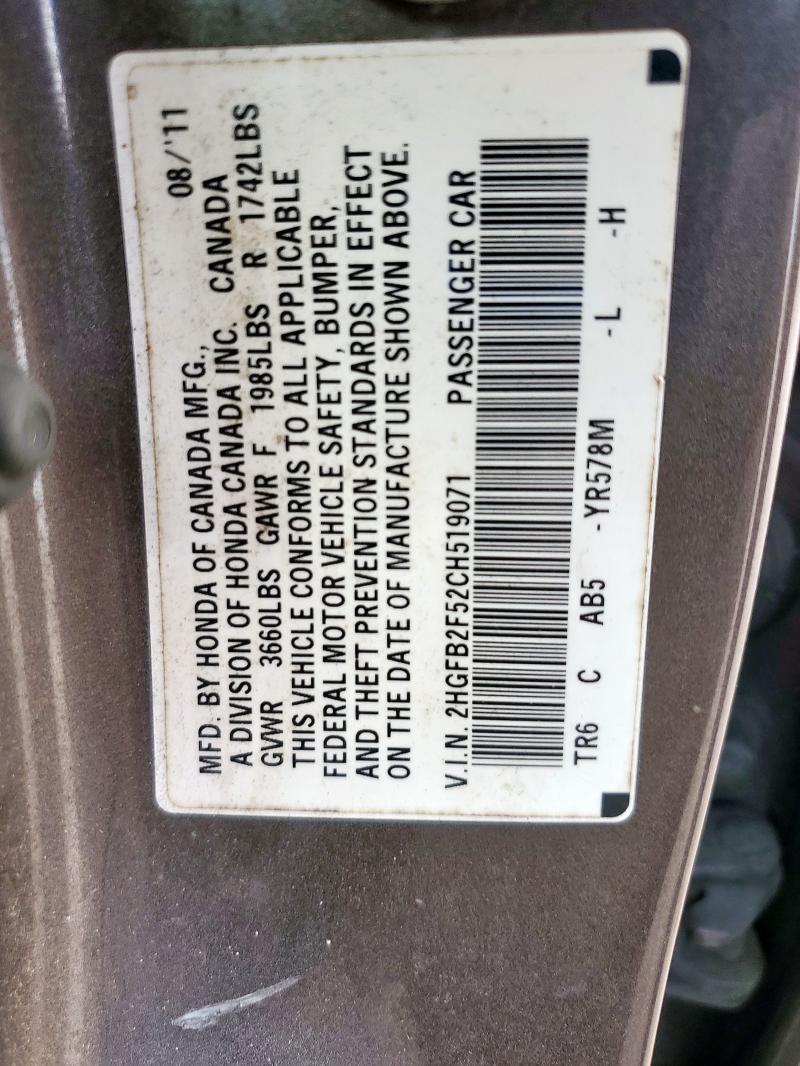 08/'11
MFD. BY HONDA OF CANADA MFG.,
A DIVISION OF HONDA CANADA INC. CANADA
GVWR 3660LBS GAWR F 1985LBS R 1742LBS
THIS VEHICLE CONFORMS TO ALL APPLICABLE
FEDERAL MOTOR VEHICLE SAFETY, BUMPER,
AND THEFT PREVENTION STANDARDS IN EFFECT
ON THE DATE OF MANUFACTURE SHOWN ABOVE.
V.I.N. 2HGFB2F52CH519071 PASSENGER CAR
TR6 C AB5 -YR578M -L -H